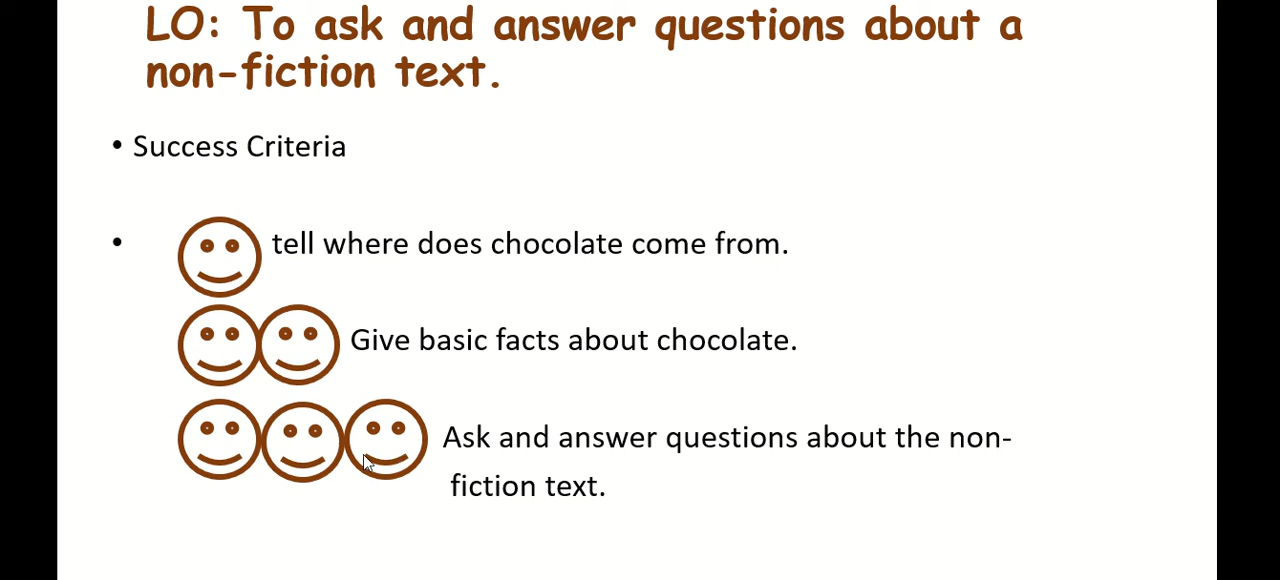 LO: To ask and answer questions about a
non-fiction text.
• Success Criteria
• tell where does chocolate come from.
Give basic facts about chocolate.
Ask and answer questions about the non-
fiction text.